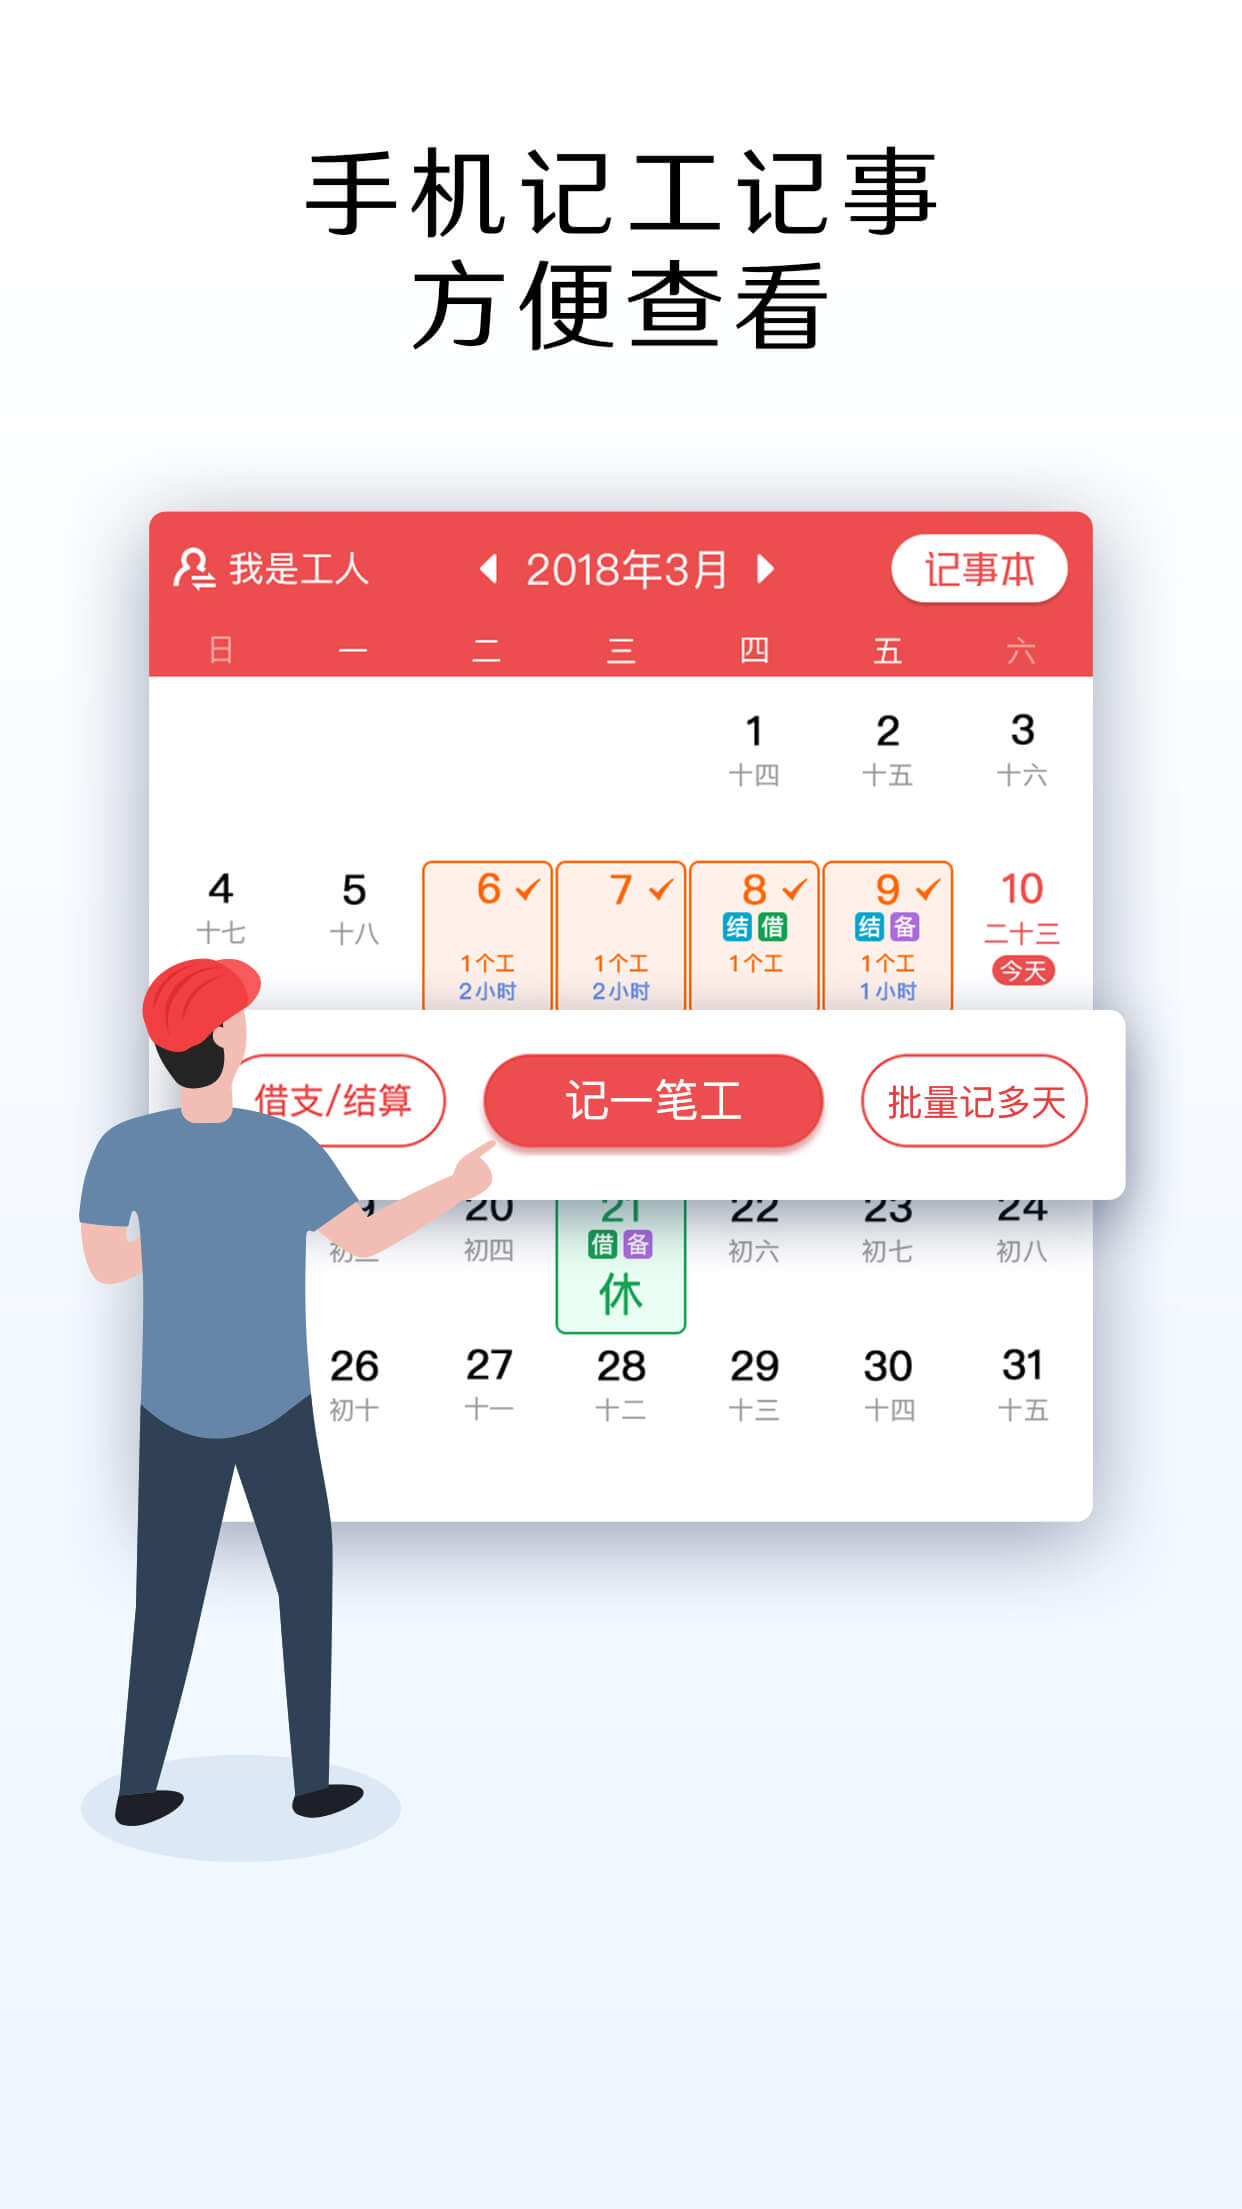 手机记工记事
方便查看
我是工人 2018年3月 记事本
日 一 二 三 四 五 六
1 2 3
十四 十五 十六
4 5 6 7 8 9 10
结 借 结 备
十七 十八 二十三
1个工 1个工 1个工 1个工 今天
2小时 2小时 1小时
借支/结算 记一笔工 批量记多天
20 21 22 23 24
借 备
初四 初六 初七 初八
休
26 27 28 29 30 31
初十 十一 十二 十三 十四 十五